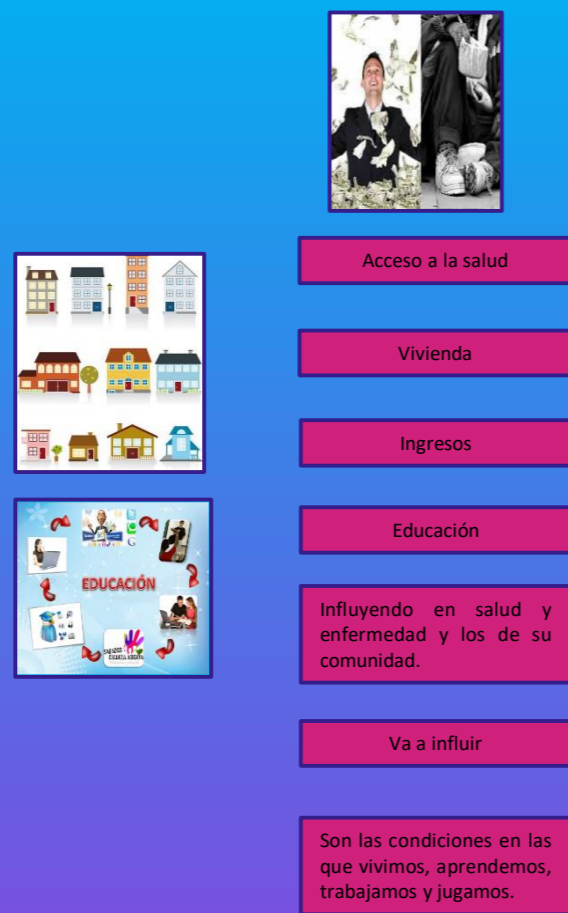 Acceso a la salud
Vivienda
Ingresos
Educación
EDUCACIÓN
Influyendo en salud y
enfermedad y los de su
comunidad.
Va a influir
Son las condiciones en las
que vivimos, aprendemos,
trabajamos y jugamos.